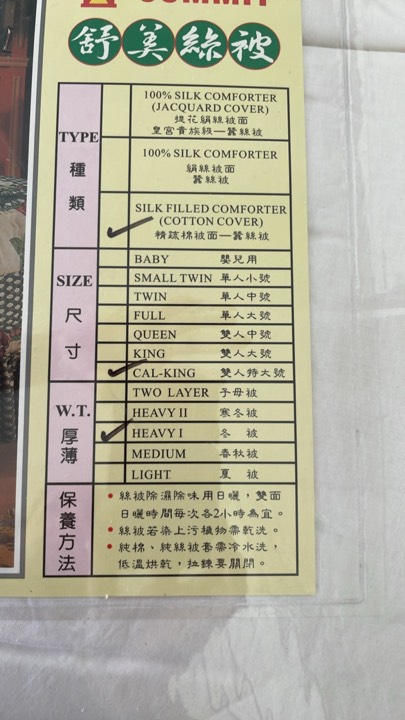 SUMMIT
舒美絲被
TYPE
種類
100% SILK COMFORTER
(JACQUARD COVER)
提花絹絲被面
皇宮貴族級—蠶絲被
100% SILK COMFORTER
絹絲被面
蠶絲被
SILK FILLED COMFORTER
(COTTON COVER)
精疏棉被面—蠶絲被
SIZE
尺寸
BABY 嬰兒用
SMALL TWIN 單人小號
TWIN 單人中號
FULL 單人大號
QUEEN 雙人中號
KING 雙人大號
CAL-KING 雙人特大號
W.T.
厚薄
TWO LAYER 子母被
HEAVY II 寒冬被
HEAVY I 冬 被
MEDIUM 春秋被
LIGHT 夏 被
保養方法
• 絲被除濕除味用日曬，雙面
日曬時間每次各2小時為宜。
• 絲被若染上污穢物需乾洗。
• 純棉、純絲被套需冷水洗，
低溫烘乾，拉鍊要關閉。